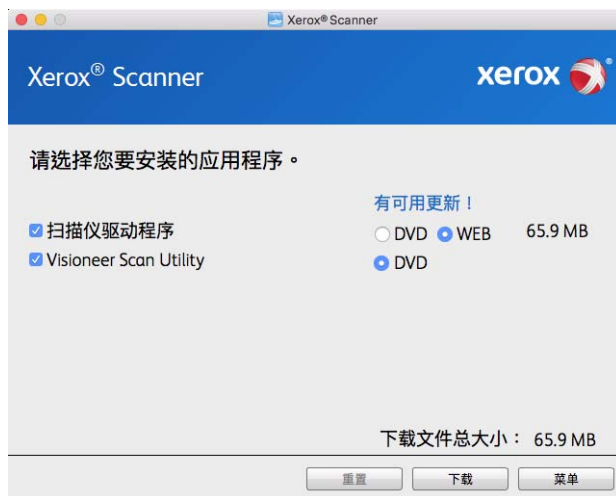 Xerox® Scanner
Xerox® Scanner
xerox®
请选择您要安装的应用程序。
有可用更新！
扫描仪驱动程序 DVD WEB 65.9 MB
Visioneer Scan Utility DVD
下载文件总大小： 65.9 MB
重置 下载 菜单